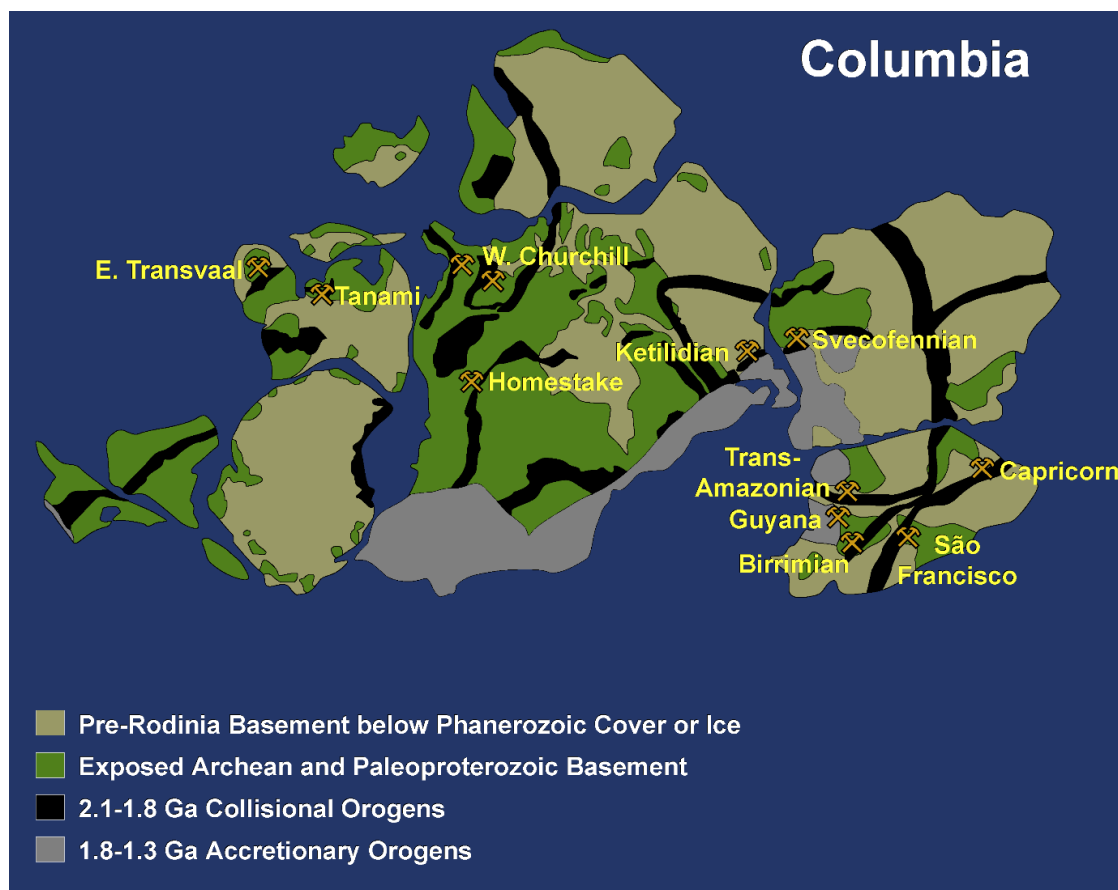 Columbia
E. Transvaal
Tanami
W. Churchill
Homestake
Ketilidian
Svecofennian
Trans-
Amazonian
Guyana
Birrimian
Capricorn
São
Francisco
Pre-Rodinia Basement below Phanerozoic Cover or Ice
Exposed Archean and Paleoproterozoic Basement
2.1-1.8 Ga Collisional Orogens
1.8-1.3 Ga Accretionary Orogens